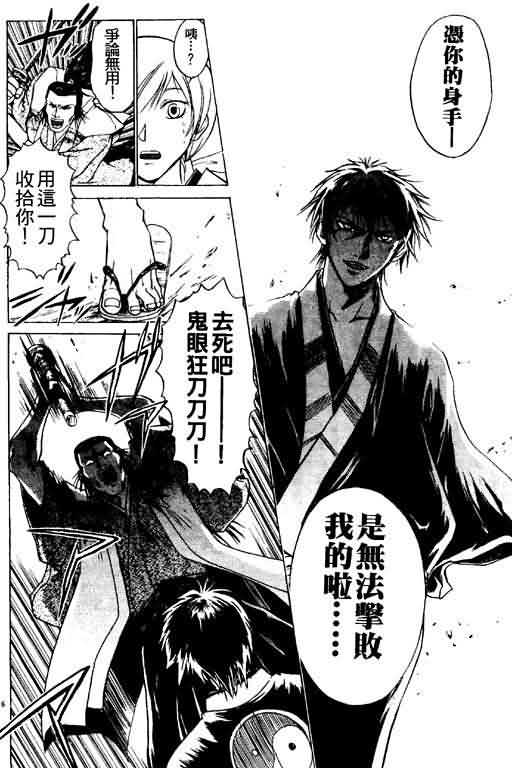 憑你的身手—
是無法擊敗
我的啦……
咦…？
爭論無用！
用這一刀
收拾你！
去死吧——！
鬼眼狂刀刀刀！
6